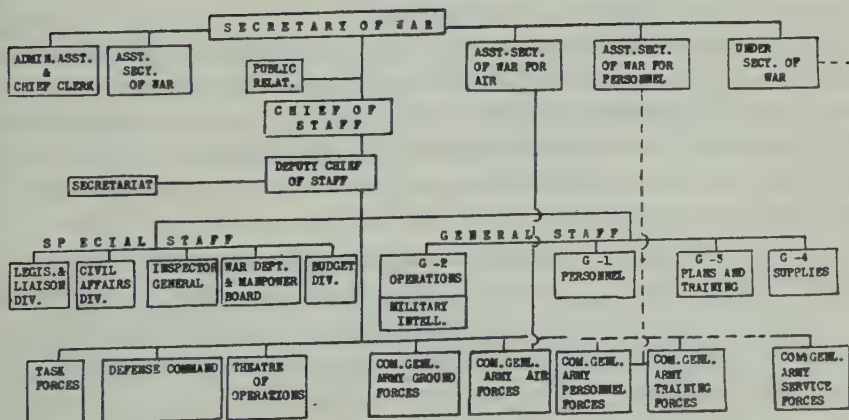 SECRETARY OF WAR
ADMIN. ASST.
&
CHIEF CLERK
ASST.
SECY.
OF WAR
PUBLIC
RELAT.
ASST-SECY.
OF WAR FOR
AIR
ASST.SECY.
OF WAR FOR
PERSONNEL
UNDER
SECY. OF
WAR
CHIEF OF
STAFF
SECRETARIAT
DEPUTY CHIEF
OF STAFF
SPECIAL STAFF
GENERAL STAFF
LEGIS.&
LIAISON
DIV.
CIVIL
AFFAIRS
DIV.
INSPECTOR
GENERAL
WAR DEPT.
& MANPOWER
BOARD
BUDGET
DIV.
G-2
OPERATIONS
MILITARY
INTELL.
G-1
PERSONNEL
G-3
PLANS AND
TRAINING
G-4
SUPPLIES
TASK
FORCES
DEFENSE COMMAND
THEATRE
OF
OPERATIONS
COM.GENL.
ARMY GROUND
FORCES
COM.GENL.
ARMY AIR
FORCES
COM.GENL.
ARMY
PERSONNEL
FORCES
COM.GENL.
ARMY
TRAINING
FORCES
COM.GENL.
ARMY
SERVICE
FORCES